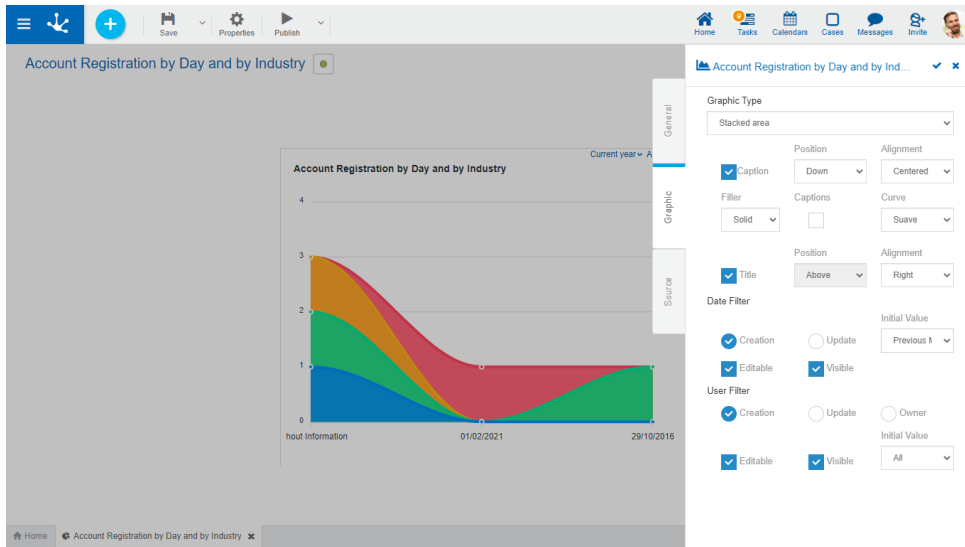 Save
Properties
Publish
Home
9
Tasks
Calendars
Cases
Messages
Invite
Account Registration by Day and by Industry
Current year A
Account Registration by Day and by Industry
4
3
2
1
0
hout Information
01/02/2021
29/10/2016
General
Graphic
Source
Account Registration by Day and by Ind...
Graphic Type
Stacked area
Position Alignment
Caption Down Centered
Filler Captions Curve
Solid Suave
Position Alignment
Title Above Right
Date Filter
Initial Value
Creation Update Previous M
Editable Visible
User Filter
Creation Update Owner
Initial Value
Editable Visible All
Home Account Registration by Day and by Industry